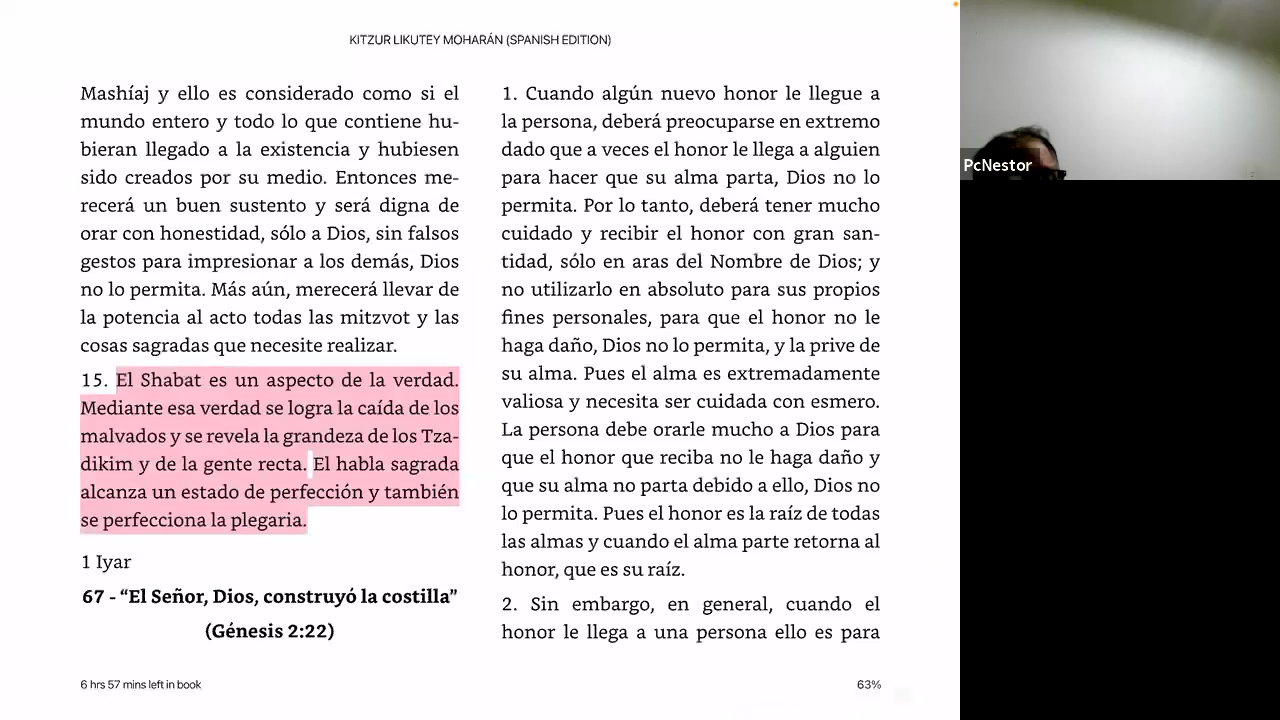 KITZUR LIKUTEY MOHARÁN (SPANISH EDITION)
Mashíaj y ello es considerado como si el
mundo entero y todo lo que contiene hu-
bieran llegado a la existencia y hubiesen
sido creados por su medio. Entonces me-
recerá un buen sustento y será digna de
orar con honestidad, sólo a Dios, sin falsos
gestos para impresionar a los demás, Dios
no lo permita. Más aún, merecerá llevar de
la potencia al acto todas las mitzvot y las
cosas sagradas que necesite realizar.
15. El Shabat es un aspecto de la verdad.
Mediante esa verdad se logra la caída de los
malvados y se revela la grandeza de los Tza-
dikim y de la gente recta. El habla sagrada
alcanza un estado de perfección y también
se perfecciona la plegaria.
1 Iyar
67 - “El Señor, Dios, construyó la costilla”
(Génesis 2:22)
1. Cuando algún nuevo honor le llegue a
la persona, deberá preocuparse en extremo
dado que a veces el honor le llega a alguien
para hacer que su alma parta, Dios no lo
permita. Por lo tanto, deberá tener mucho
cuidado y recibir el honor con gran san-
tidad, sólo en aras del Nombre de Dios; y
no utilizarlo en absoluto para sus propios
fines personales, para que el honor no le
haga daño, Dios no lo permita, y la prive de
su alma. Pues el alma es extremadamente
valiosa y necesita ser cuidada con esmero.
La persona debe orarle mucho a Dios para
que el honor que reciba no le haga daño y
que su alma no parta debido a ello, Dios no
lo permita. Pues el honor es la raíz de todas
las almas y cuando el alma parte retorna al
honor, que es su raíz.
2. Sin embargo, en general, cuando el
honor le llega a una persona ello es para
6 hrs 57 mins left in book
63%
PcNestor